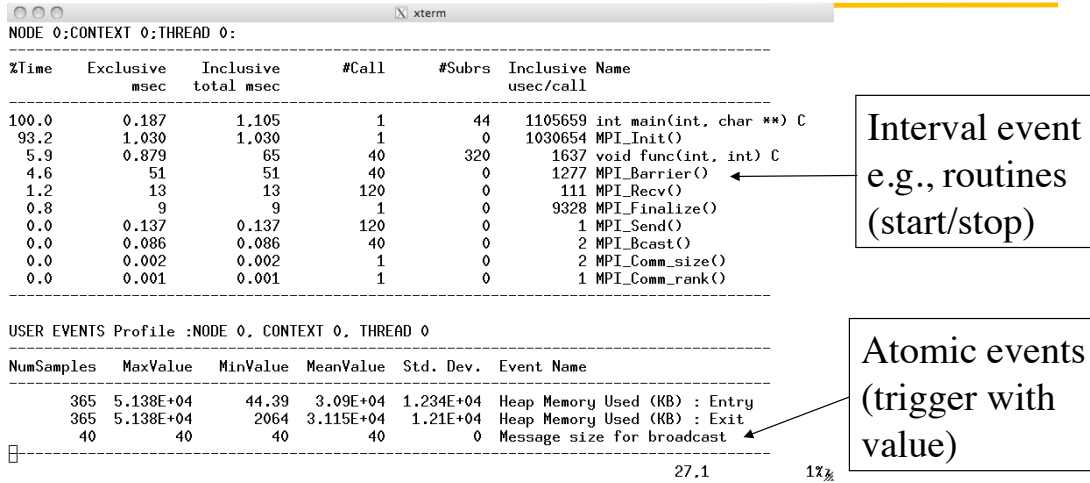 xterm
NODE 0;CONTEXT 0;THREAD 0:
%Time Exclusive Inclusive #Call #Subrs Inclusive Name
msec total msec usec/call
100.0 0.187 1,105 1 44 1105659 int main(int, char **) C
93.2 1,030 1,030 1 0 1030654 MPI_Init()
5.9 0.879 65 40 320 1637 void func(int, int) C
4.6 51 51 40 0 1277 MPI_Barrier()
1.2 13 13 120 0 111 MPI_Recv()
0.8 9 9 1 0 9328 MPI_Finalize()
0.0 0.137 0.137 120 0 1 MPI_Send()
0.0 0.086 0.086 40 0 2 MPI_Bcast()
0.0 0.002 0.002 1 0 2 MPI_Comm_size()
0.0 0.001 0.001 1 0 1 MPI_Comm_rank()
Interval event
e.g., routines
(start/stop)
USER EVENTS Profile :NODE 0, CONTEXT 0, THREAD 0
NumSamples MaxValue MinValue MeanValue Std. Dev. Event Name
365 5.138E+04 44.39 3.09E+04 1.234E+04 Heap Memory Used (KB) : Entry
365 5.138E+04 2064 3.115E+04 1.21E+04 Heap Memory Used (KB) : Exit
40 40 40 40 0 Message size for broadcast
27,1 1%
Atomic events
(trigger with
value)